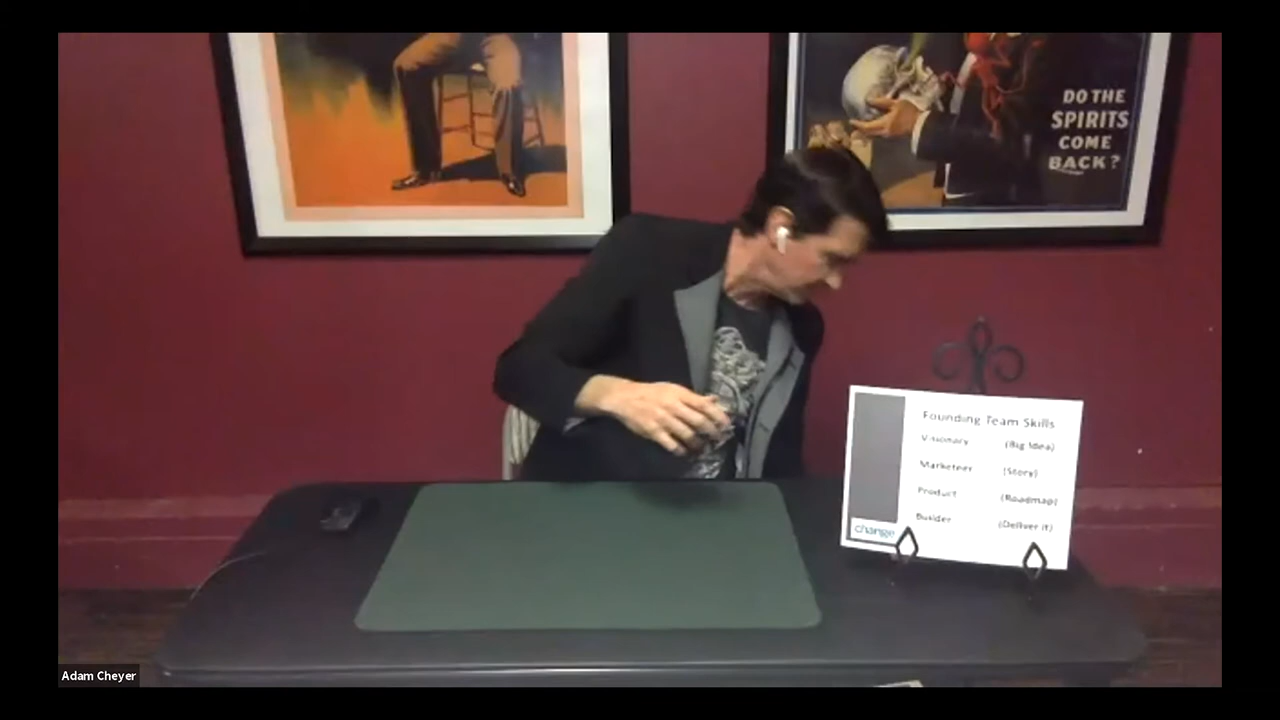 DO THE
SPIRITS
COME
BACK?
Founding Team Skills
Visionary (Big Idea)
Marketeer (Story)
Product (Roadmap)
Builder (Deliver it)
change
Adam Cheyer